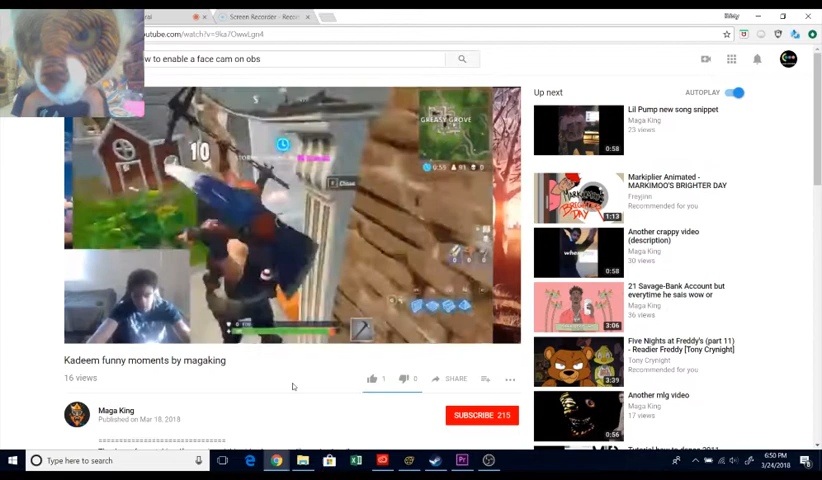 Screen Recorder - Reco
outube.com/watch?v=9ka7OwwLgn4
w to enable a face cam on obs
GREASY GROVE
10
0:55
91
0
Close
Kadeem funny moments by magaking
16 views
1
0
SHARE
Maga King
Published on Mar 18, 2018
SUBSCRIBE 215
==============================
Up next
AUTOPLAY
Lil Pump new song snippet
Maga King
23 views
0:58
Markiplier Animated -
MARKIMOO'S BRIGHTER DAY
Freyjinn
Recommended for you
1:13
Another crappy video
(description)
Maga King
30 views
0:58
21 Savage-Bank Account but
everytime he sais wow or
Maga King
36 views
3:06
Five Nights at Freddy's (part 11)
- Readier Freddy [Tony Crynight]
Tony Crynight
Recommended for you
3:39
Another mlg video
Maga King
17 views
0:56
Type here to search
6:50 PM
3/24/2018